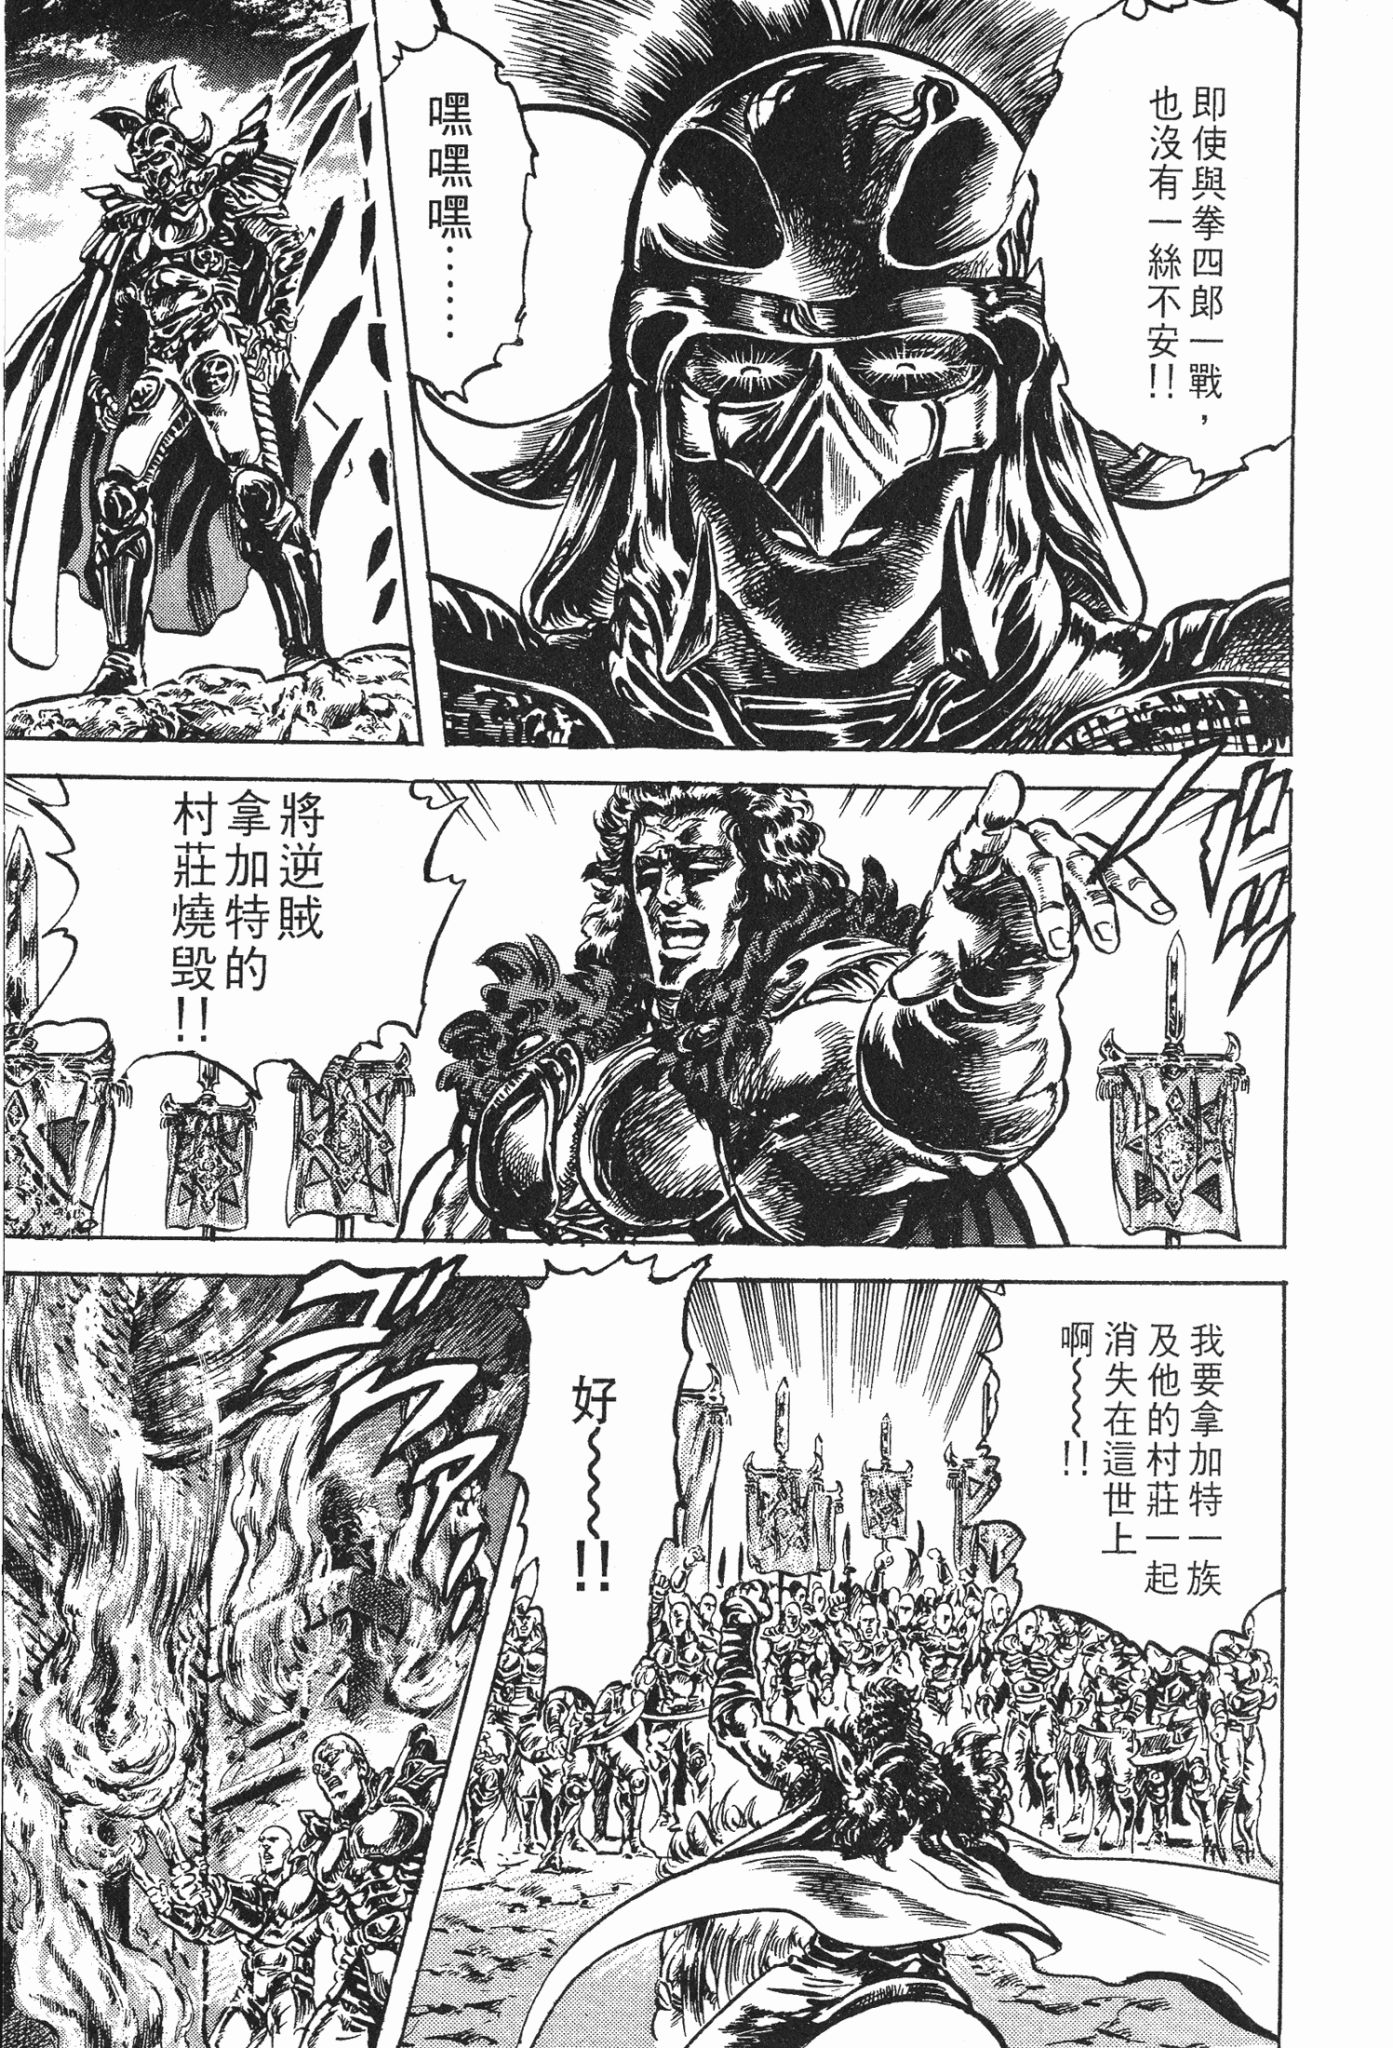 即使與拳四郎一戰，
也沒有一絲不安!!
嘿嘿嘿……
將逆賊
拿加特的
村莊燒毀!!
我要拿加特一族
及他的村莊一起
消失在這世上
啊～～!!
好～～～!!